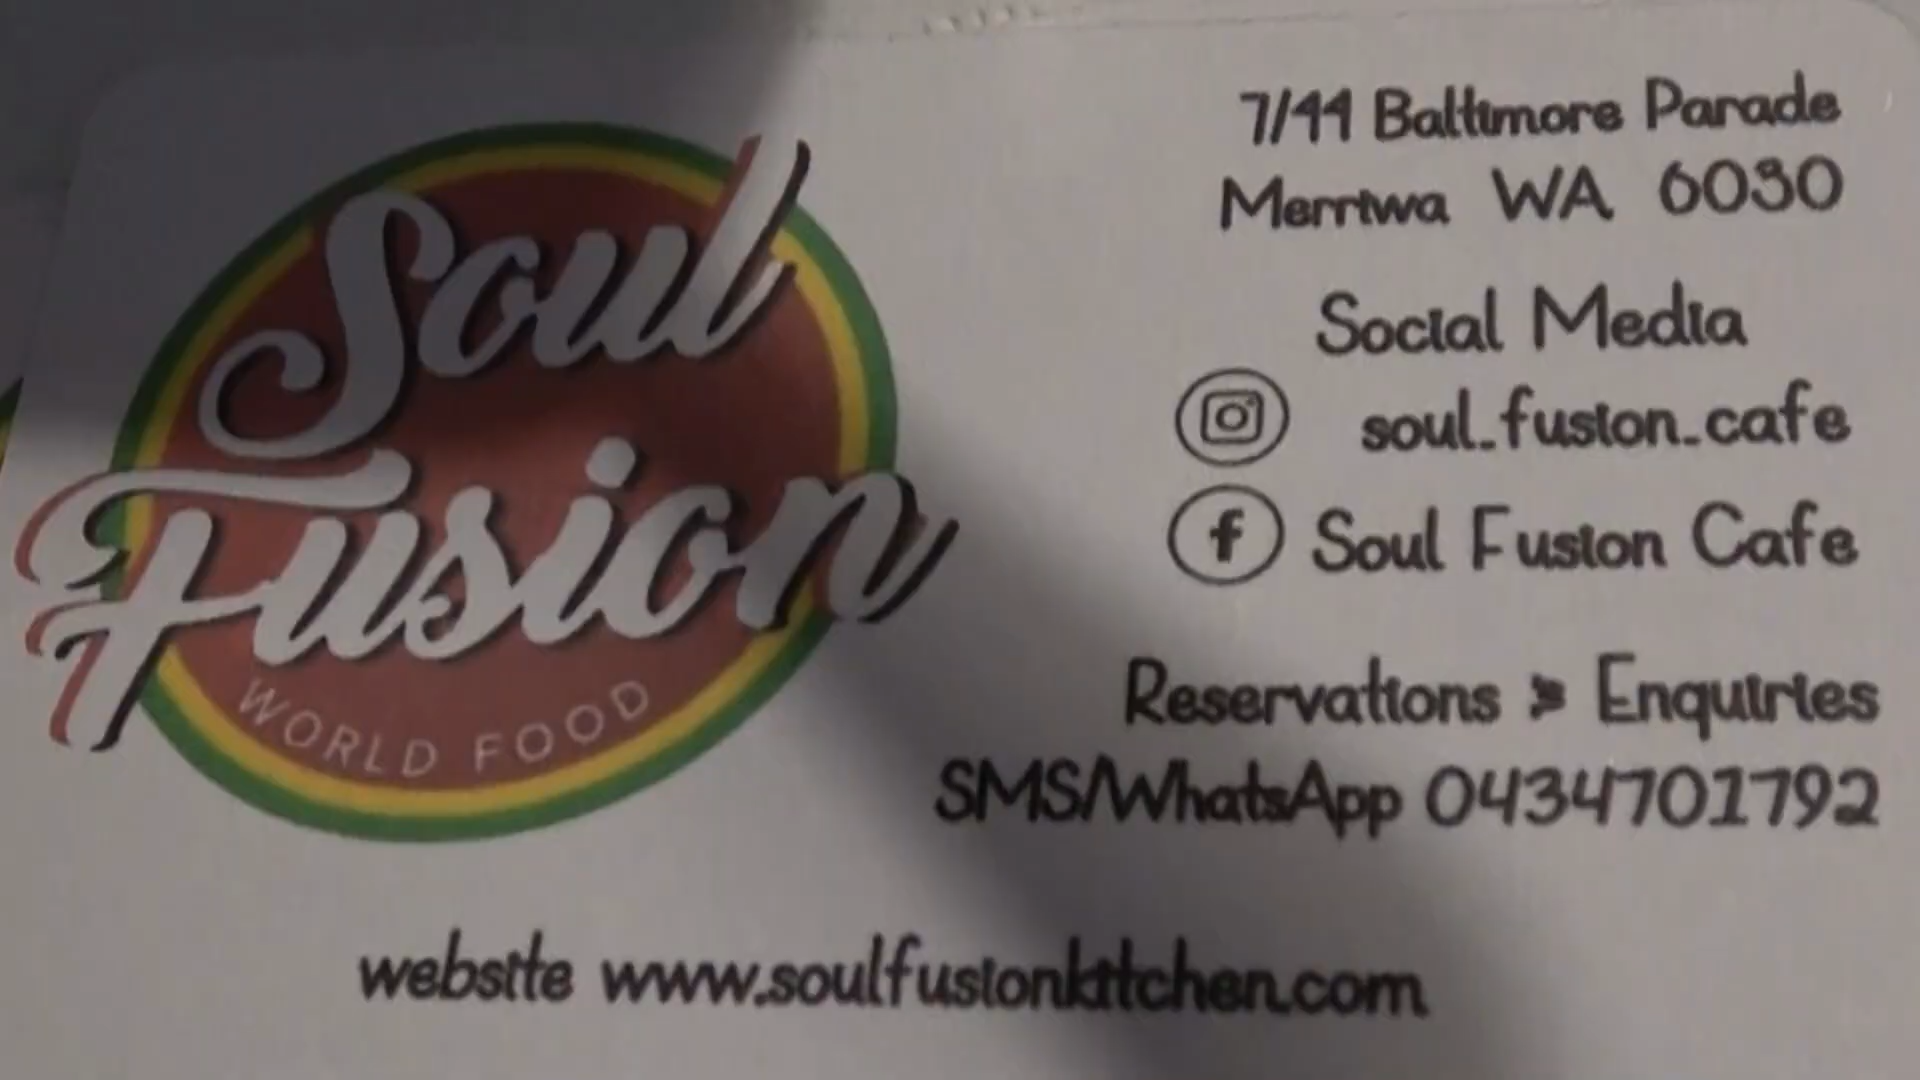 Soul
Fusion
WORLD FOOD
7/11 Baltimore Parade
Merriwa WA 6030
Social Media
soul_fusion_cafe
Soul Fusion Cafe
Reservations & Enquiries
SMS/WhatsApp 0434701792
website www.soulfusionkitchen.com